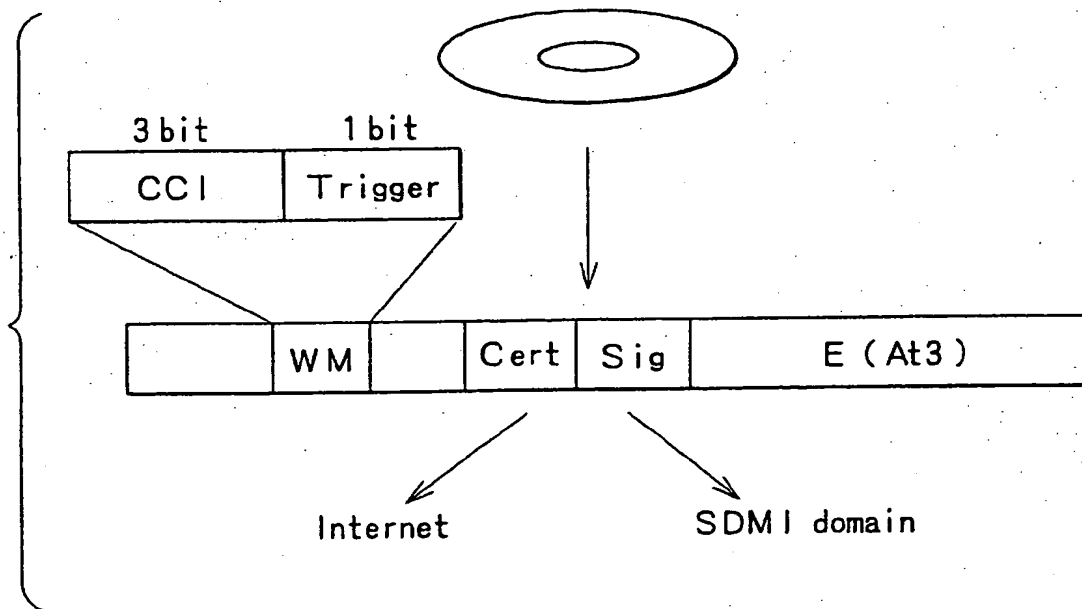 3bit 1bit
CCI Trigger
WM Cert Sig E (At3)
Internet SDMI domain